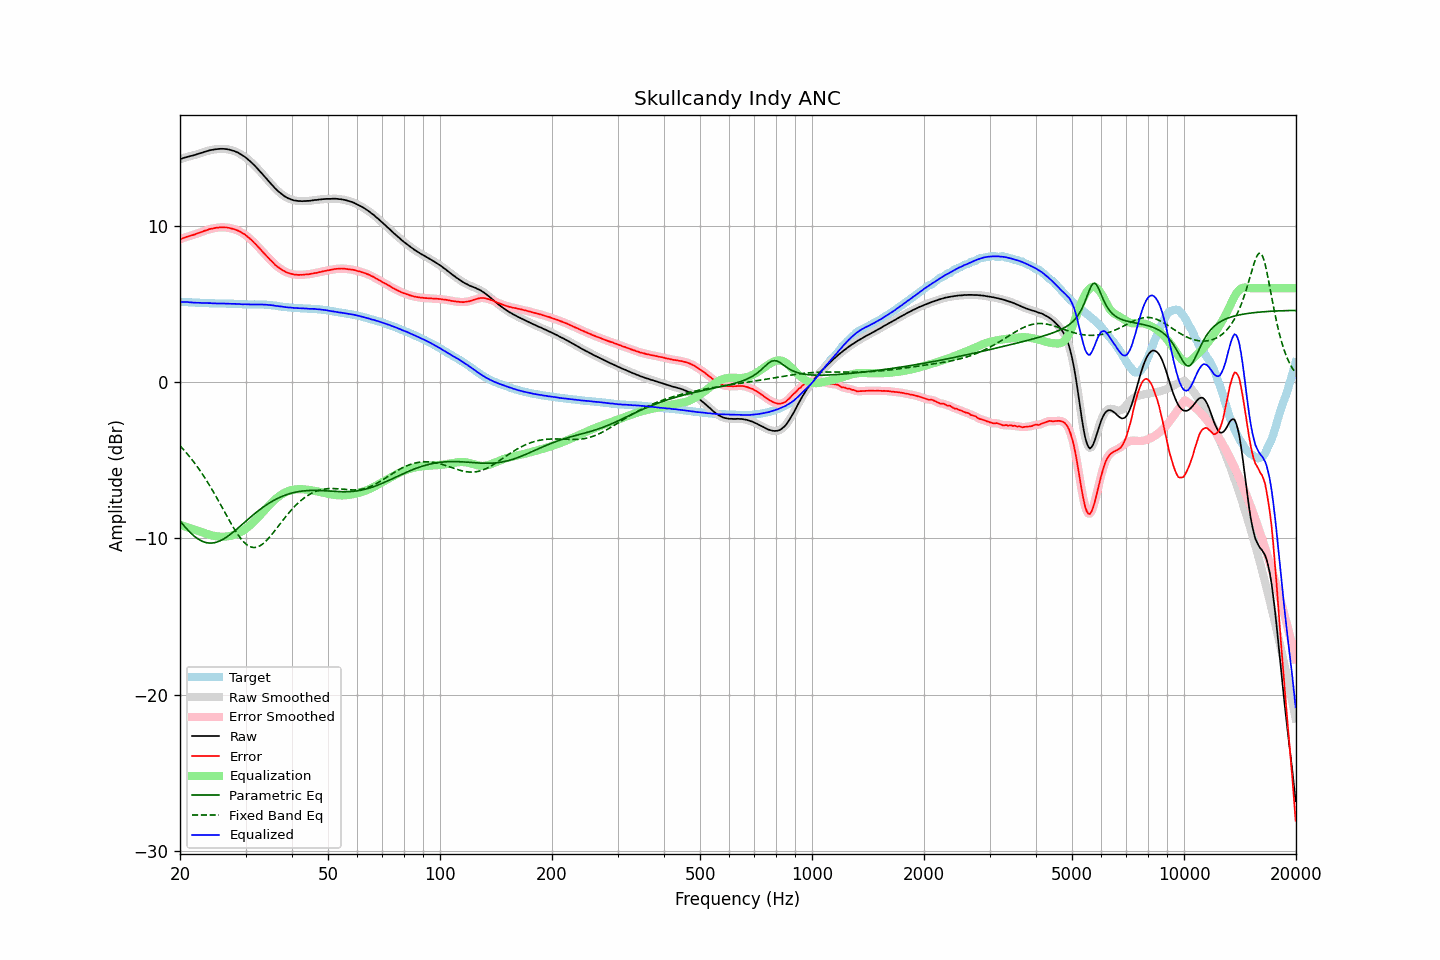 Skullcandy Indy ANC
Amplitude (dBr)
10
0
−10
−20
−30
Target
Raw Smoothed
Error Smoothed
Raw
Error
Equalization
Parametric Eq
Fixed Band Eq
Equalized
20 50 100 200 500 1000 2000 5000 10000 20000
Frequency (Hz)